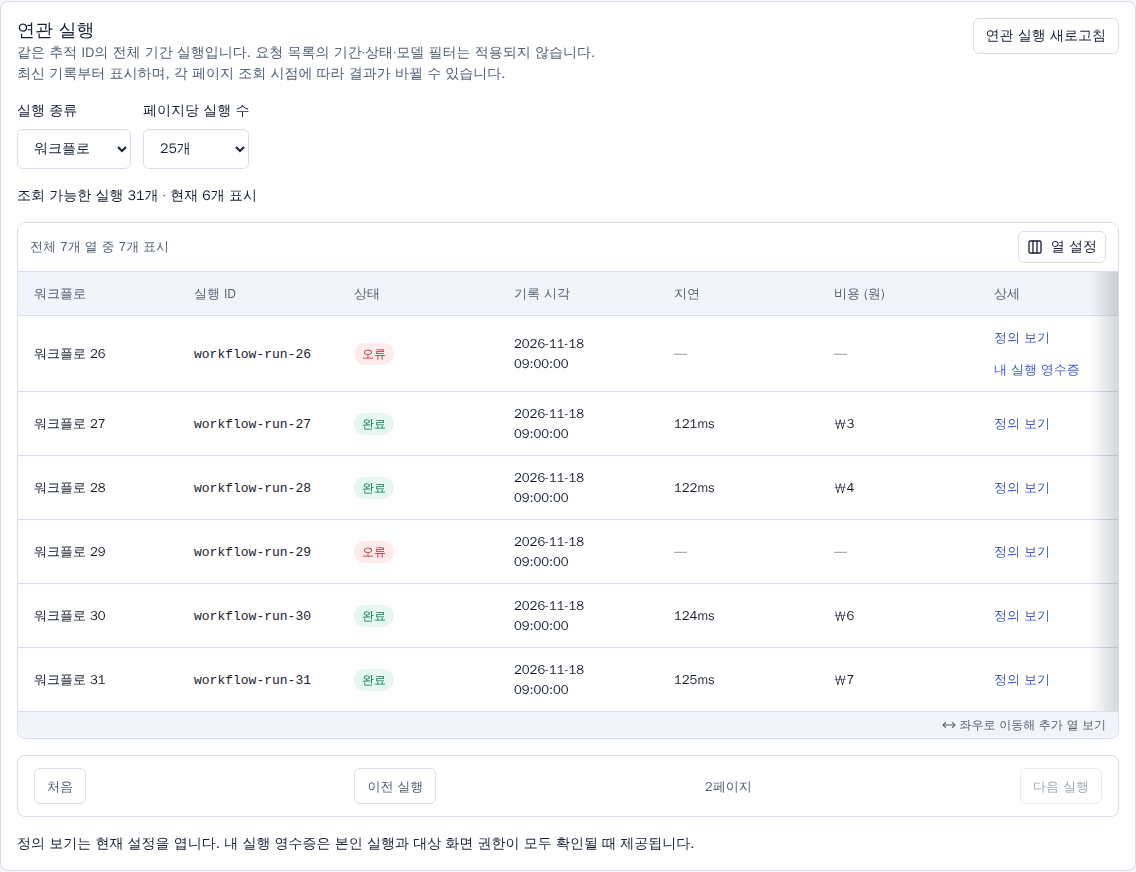 연관 실행
같은 추적 ID의 전체 기간 실행입니다. 요청 목록의 기간·상태·모델 필터는 적용되지 않습니다.
최신 기록부터 표시하며, 각 페이지 조회 시점에 따라 결과가 바뀔 수 있습니다.
연관 실행 새로고침
실행 종류 페이지당 실행 수
워크플로 25개
조회 가능한 실행 31개 · 현재 6개 표시
전체 7개 열 중 7개 표시 열 설정
워크플로 실행 ID 상태 기록 시각 지연 비용 (원) 상세
워크플로 26 workflow-run-26 오류 2026-11-18 09:00:00 — — 정의 보기
내 실행 영수증
워크플로 27 workflow-run-27 완료 2026-11-18 09:00:00 121ms ₩3 정의 보기
워크플로 28 workflow-run-28 완료 2026-11-18 09:00:00 122ms ₩4 정의 보기
워크플로 29 workflow-run-29 오류 2026-11-18 09:00:00 — — 정의 보기
워크플로 30 workflow-run-30 완료 2026-11-18 09:00:00 124ms ₩6 정의 보기
워크플로 31 workflow-run-31 완료 2026-11-18 09:00:00 125ms ₩7 정의 보기
↔ 좌우로 이동해 추가 열 보기
처음 이전 실행 2페이지 다음 실행
정의 보기는 현재 설정을 엽니다. 내 실행 영수증은 본인 실행과 대상 화면 권한이 모두 확인될 때 제공됩니다.